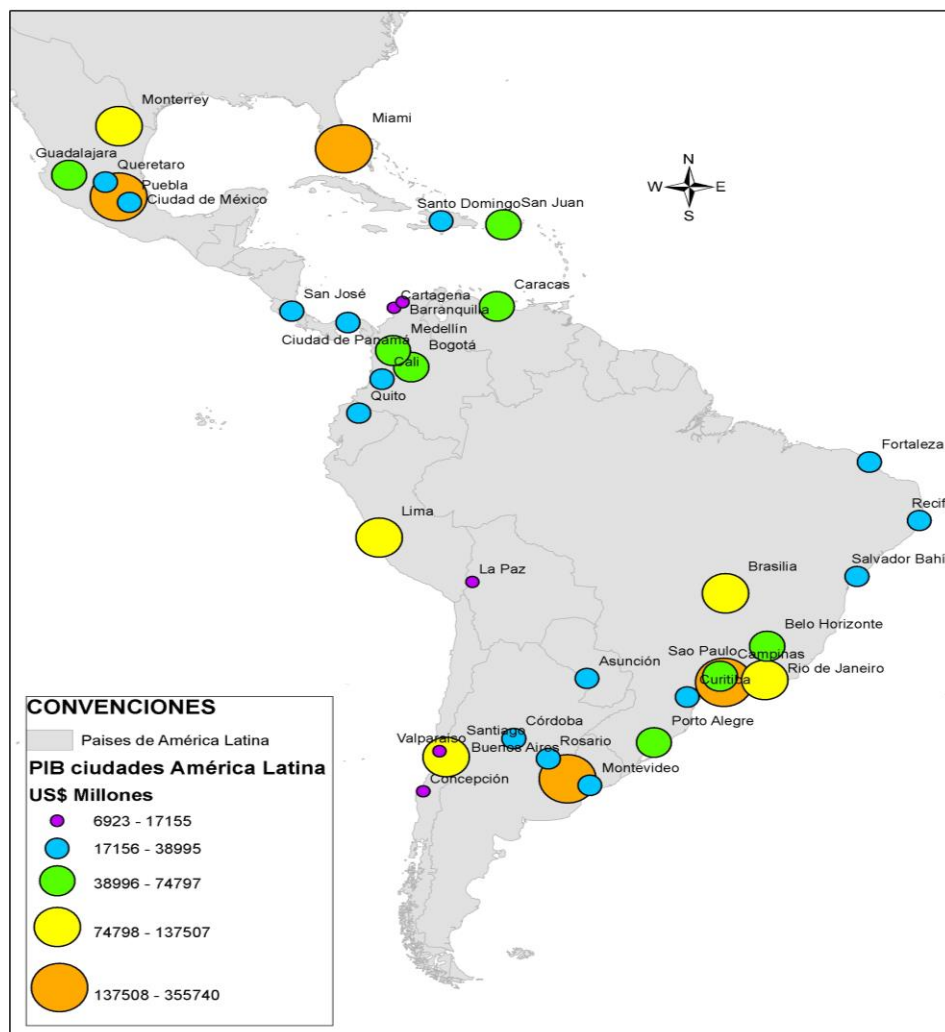 Monterrey
Miami
Guadalajara
Queretaro
Puebla
Ciudad de México
N
W E
S
Santo Domingo San Juan
San José
Cartagena
Caracas
Barranquilla
Ciudad de Panamá
Medellín
Bogotá
Cali
Quito
Fortaleza
Recif
Lima
La Paz
Salvador Bahí
Brasilia
Belo Horizonte
Sao Paulo
Campinas
Asunción
Rio de Janeiro
Curitiba
Porto Alegre
Córdoba
Santiago
Valparaíso
Rosario
Buenos Aires
Montevideo
Concepción
CONVENCIONES
Paises de América Latina
PIB ciudades América Latina
US$ Millones
6923 - 17155
17156 - 38995
38996 - 74797
74798 - 137507
137508 - 355740